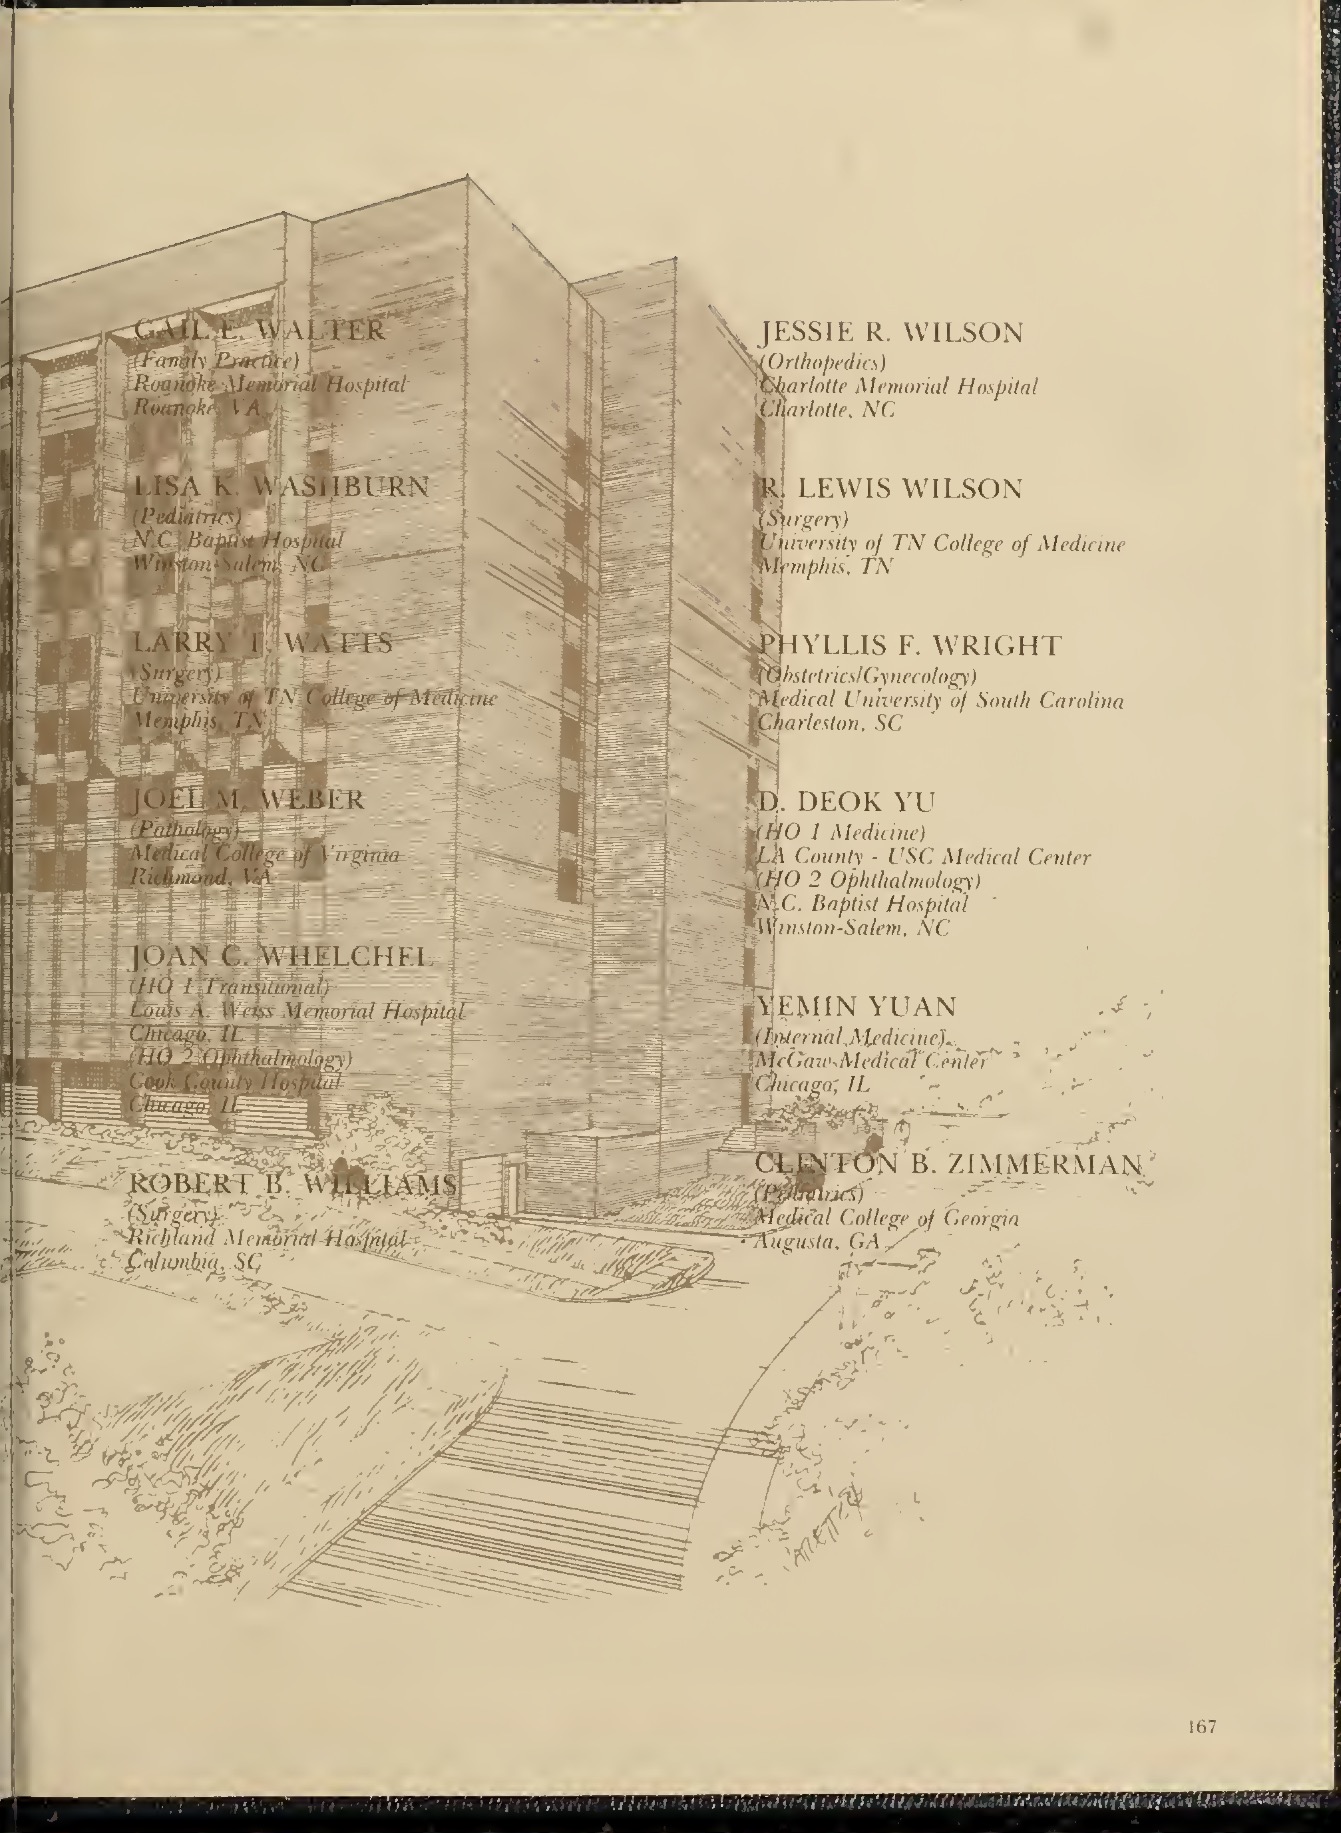 GAIL E. WALTER
(Family Practice)
Roanoke Memorial Hospital
Roanoke, VA
LISA K. WASHBURN
(Pediatrics)
N.C. Baptist Hospital
Winston-Salem, NC
LARRY T. WATTS
(Surgery)
University of TN College of Medicine
Memphis, TN
JOEL M. WEBER
(Pathology)
Medical College of Virginia
Richmond, VA
JOAN C. WHELCHEL
(HO 1 Transitional)
Louis A. Weiss Memorial Hospital
Chicago, IL
(HO 2 Ophthalmology)
Cook County Hospital
Chicago, IL
ROBERT B. WILLIAMS
(Surgery)
Richland Memorial Hospital
Columbia, SC
JESSIE R. WILSON
(Orthopedics)
Charlotte Memorial Hospital
Charlotte, NC
R. LEWIS WILSON
(Surgery)
University of TN College of Medicine
Memphis, TN
PHYLLIS F. WRIGHT
(Obstetrics/Gynecology)
Medical University of South Carolina
Charleston, SC
D. DEOK YU
(HO 1 Medicine)
LA County - USC Medical Center
(HO 2 Ophthalmology)
N.C. Baptist Hospital
Winston-Salem, NC
YEMIN YUAN
(Internal Medicine)
McGaw Medical Center
Chicago, IL
CLINTON B. ZIMMERMAN
(Pediatrics)
Medical College of Georgia
Augusta, GA
167